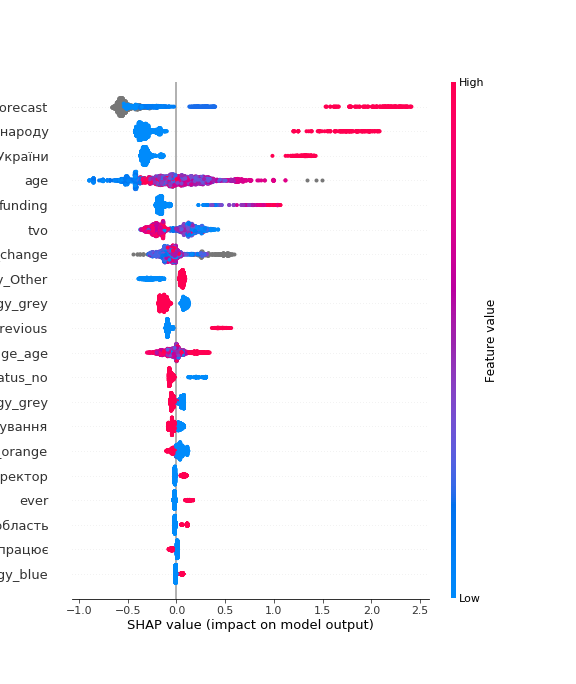 High
orecast
народу
України
age
funding
tvo
change
y_Other
gy_grey
revious
ge_age
atus_no
gy_grey
ування
_orange
ректор
ever
область
працює
gy_blue
Feature value
Low
−1.0 −0.5 0.0 0.5 1.0 1.5 2.0 2.5
SHAP value (impact on model output)